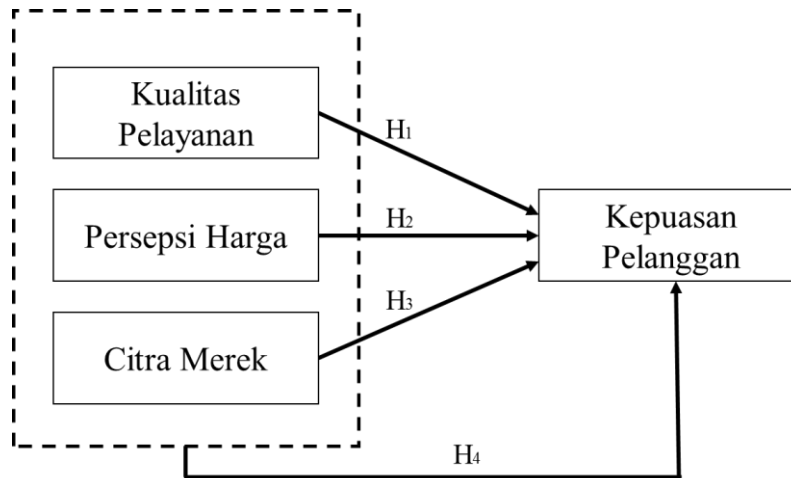 Kualitas
Pelayanan
H1
Persepsi Harga
H2
Kepuasan
Pelanggan
H3
Citra Merek
H4